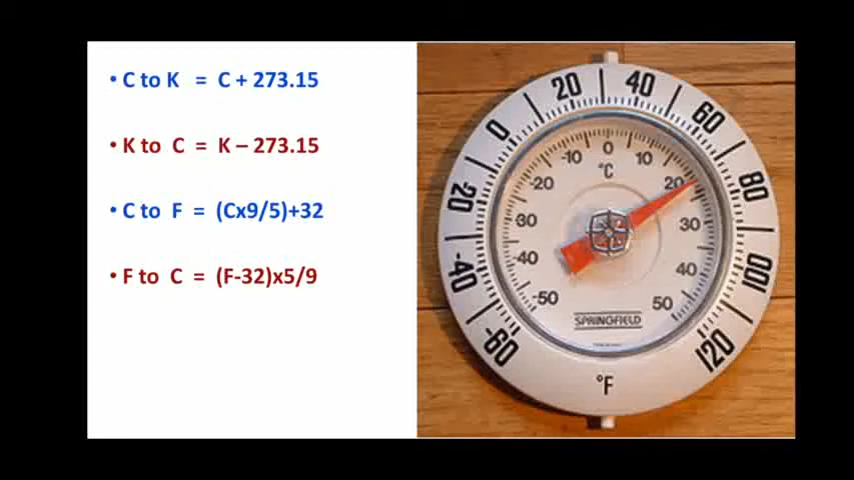 • C to K = C + 273.15
• K to C = K – 273.15
• C to F = (Cx9/5)+32
• F to C = (F-32)x5/9
20 40
0 60
-20 80
-40 100
-60 120
°F
-10 0 10
°C
-20 20
-30 30
-40 40
-50 50
SPRINGFIELD